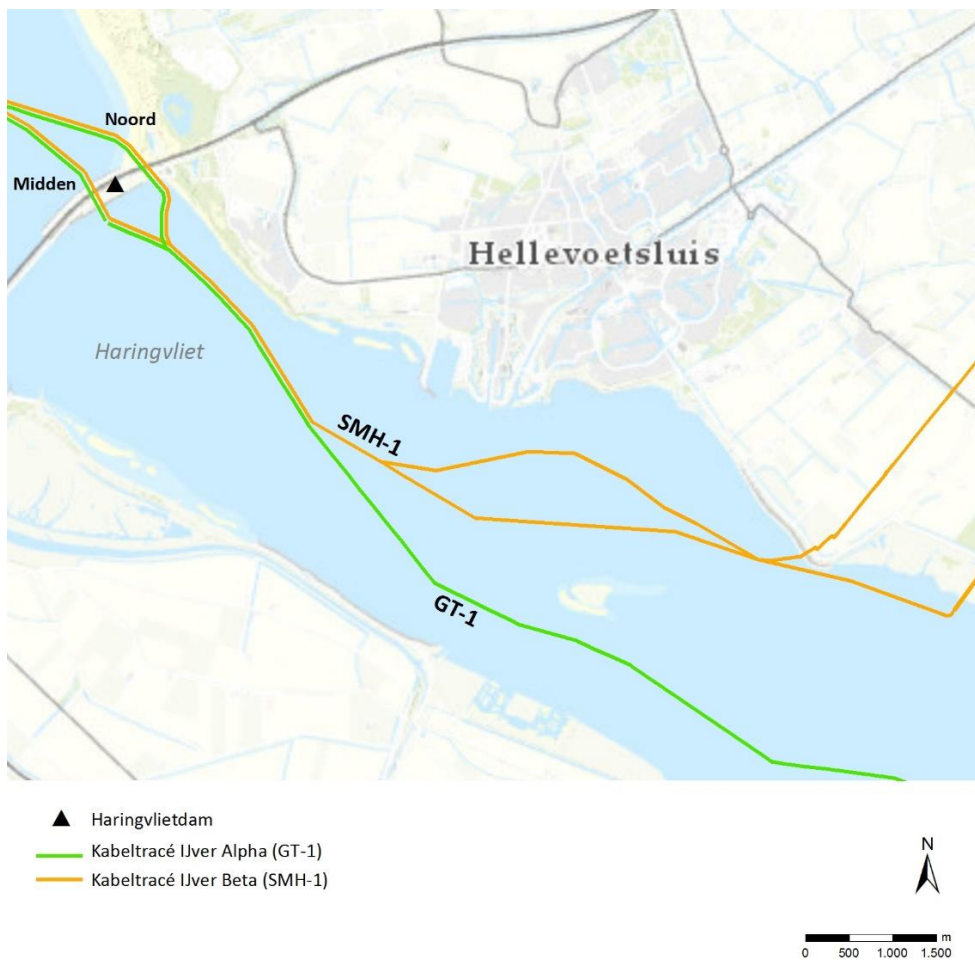 Noord
Midden
Hellevoetsluis
Haringvliet
SMH-1
GT-1
Haringvlietdam
Kabeltracé IJver Alpha (GT-1)
Kabeltracé IJver Beta (SMH-1)
N
m
0 500 1.000 1.500